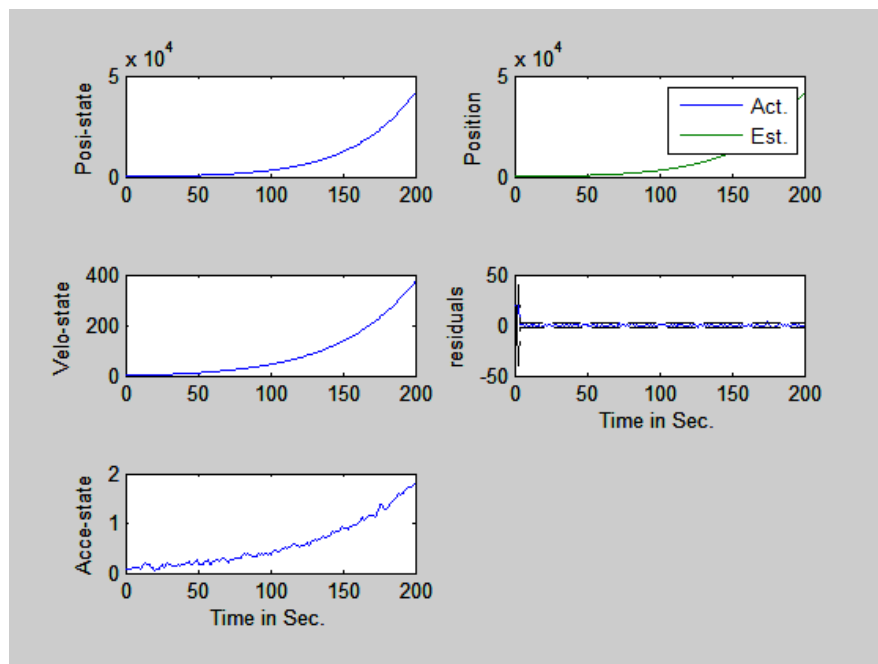 x 10^4
5
0
Posi-state
0 50 100 150 200
x 10^4
5
0
Position
Act.
Est.
0 50 100 150 200
400
200
0
Velo-state
0 50 100 150 200
50
0
-50
residuals
0 50 100 150 200
Time in Sec.
2
1
0
Acce-state
0 50 100 150 200
Time in Sec.